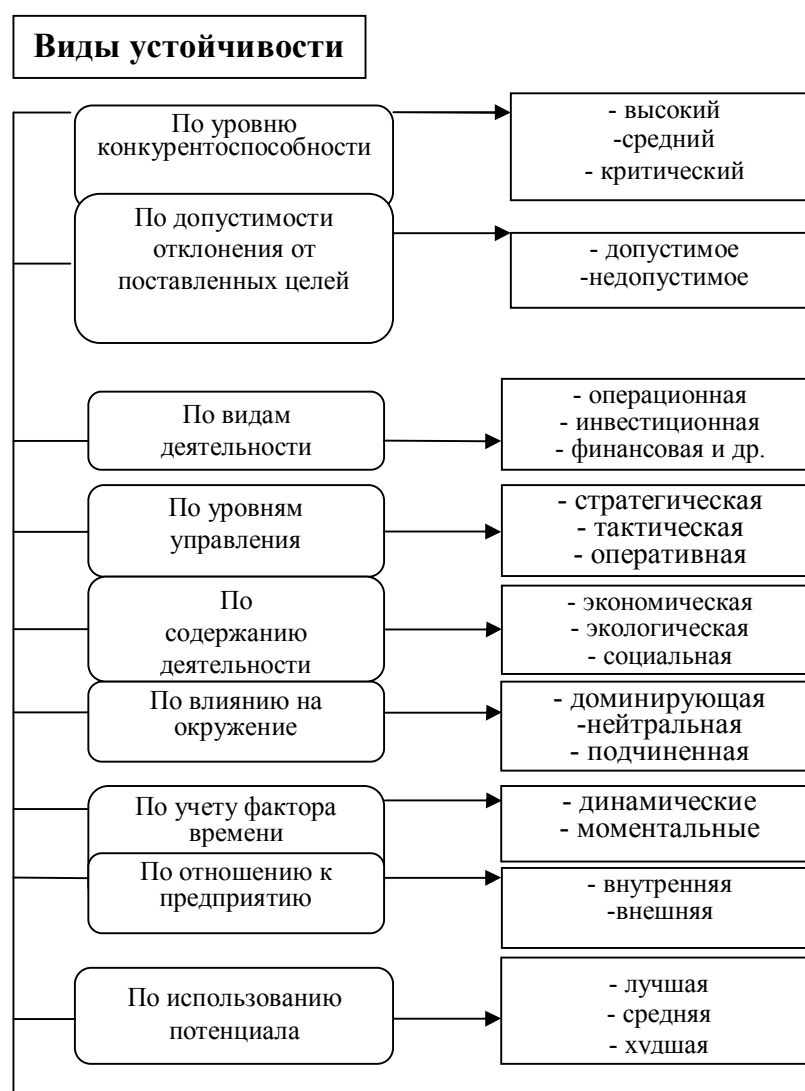 Виды устойчивости
По уровню
конкурентоспособности
- высокий
-средний
- критический
По допустимости
отклонения от
поставленных целей
- допустимое
-недопустимое
По видам
деятельности
- операционная
- инвестиционная
- финансовая и др.
По уровням
управления
- стратегическая
- тактическая
- оперативная
По
содержанию
деятельности
- экономическая
- экологическая
- социальная
По влиянию на
окружение
- доминирующая
-нейтральная
- подчиненная
По учету фактора
времени
- динамические
- моментальные
По отношению к
предприятию
- внутренняя
-внешняя
По использованию
потенциала
- лучшая
- средняя
- худшая